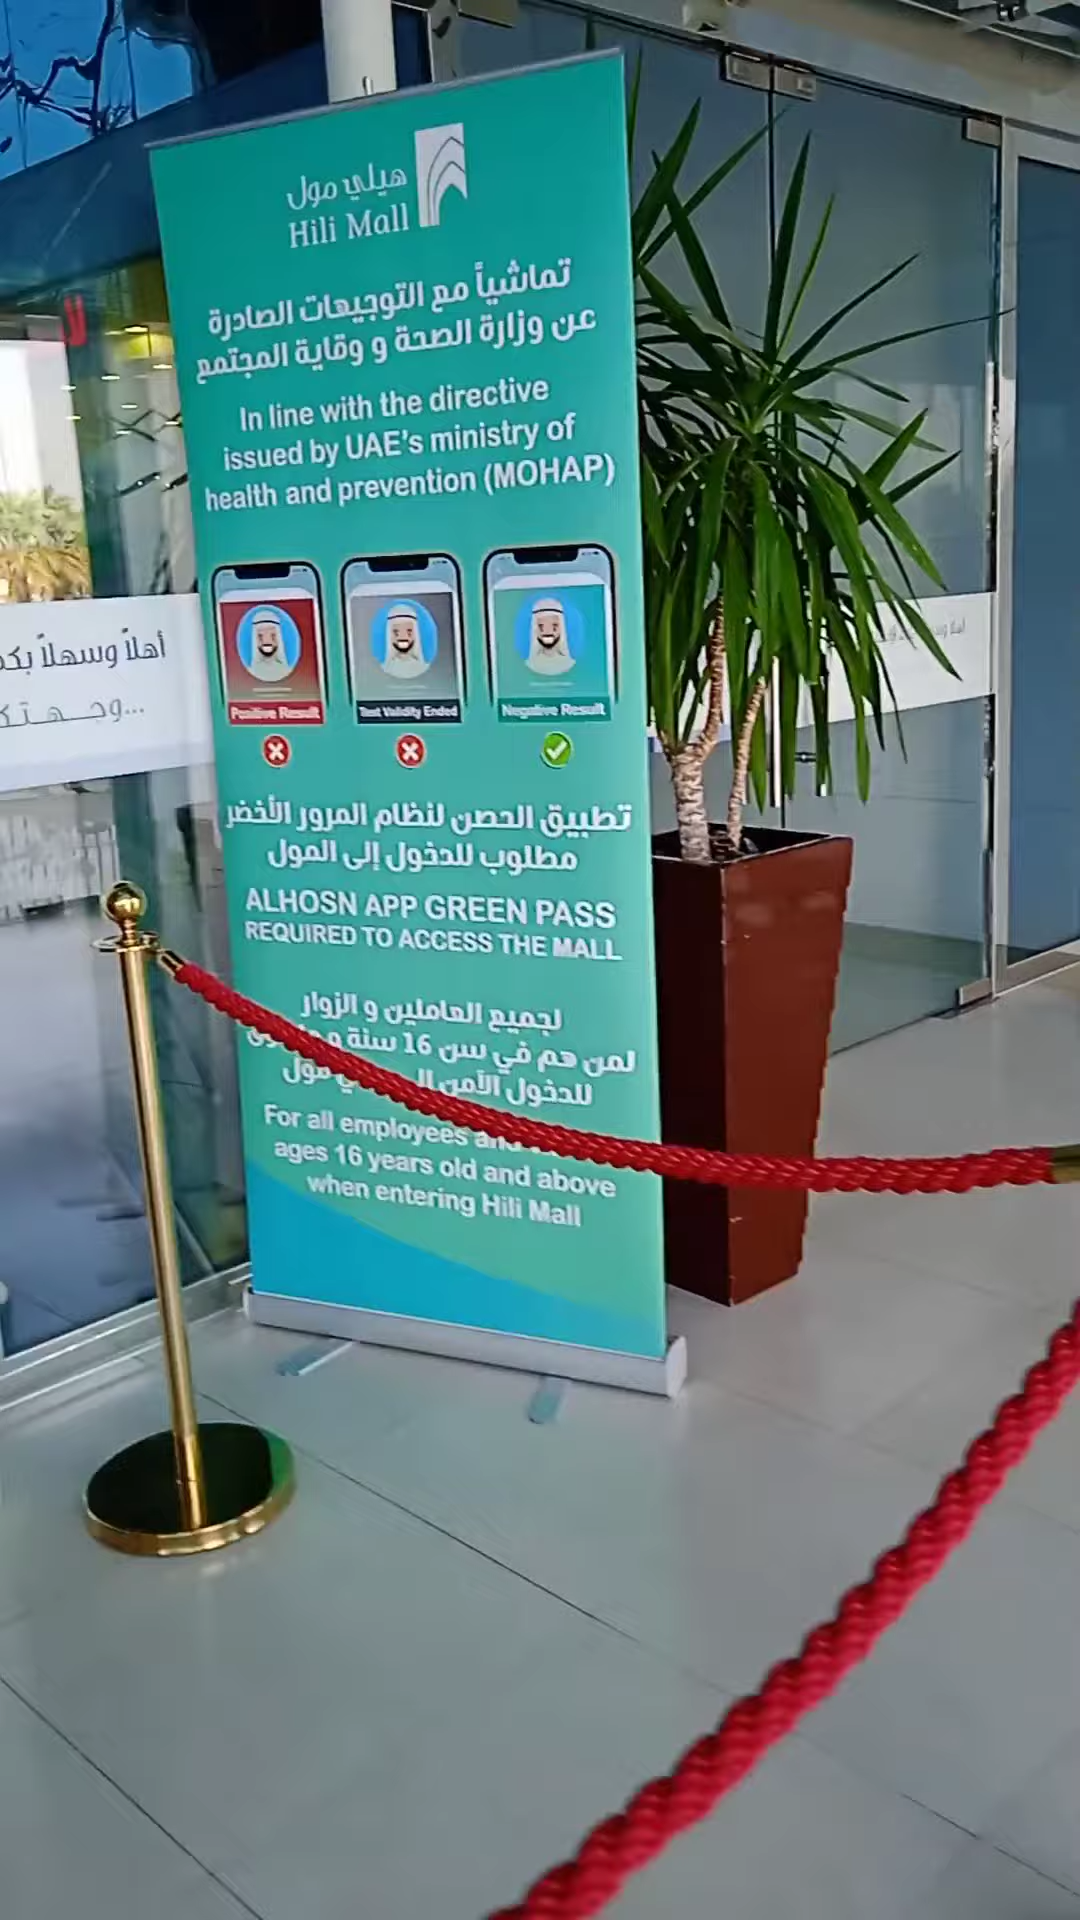 هيلي مول
Hili Mall
تماشياً مع التوجيهات الصادرة
عن وزارة الصحة و وقاية المجتمع
In line with the directive
issued by UAE's ministry of
health and prevention (MOHAP)
Positive Result
Test Validity Ended
Negative Result
تطبيق الحصن لنظام المرور الأخضر
مطلوب للدخول إلى المول
ALHOSN APP GREEN PASS
REQUIRED TO ACCESS THE MALL
لجميع العاملين و الزوار
لمن هم في سن 16 سنة
للدخول الآمن مول
For all employees and
ages 16 years old and above
when entering Hili Mall
أهلاً وسهلاً